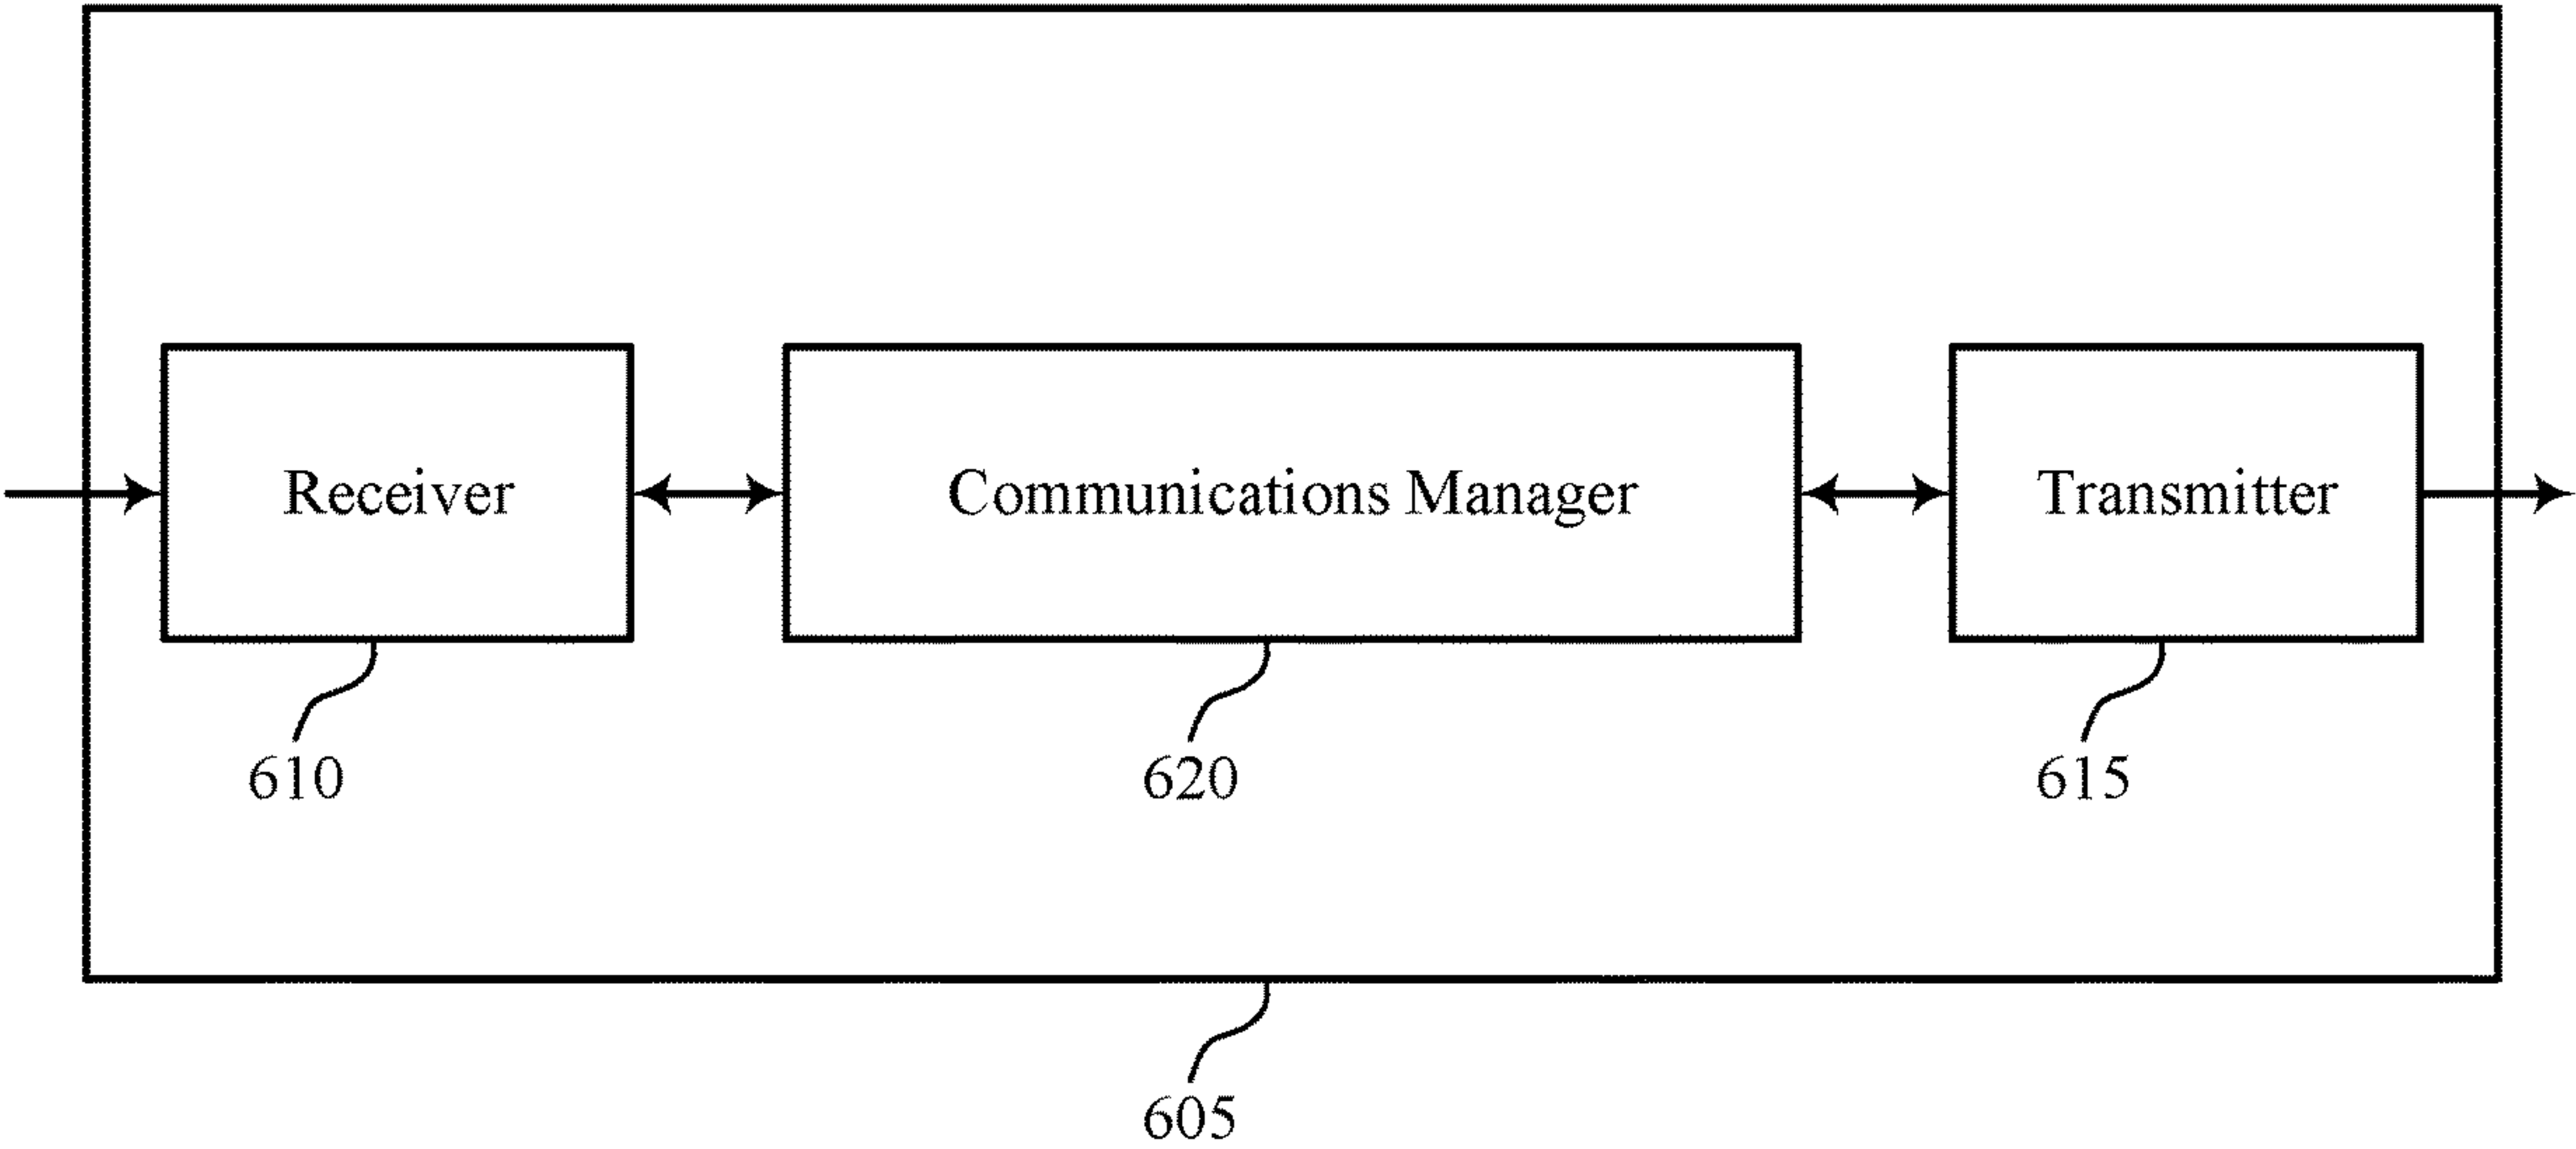 Receiver
Communications Manager
Transmitter
610
620
615
605